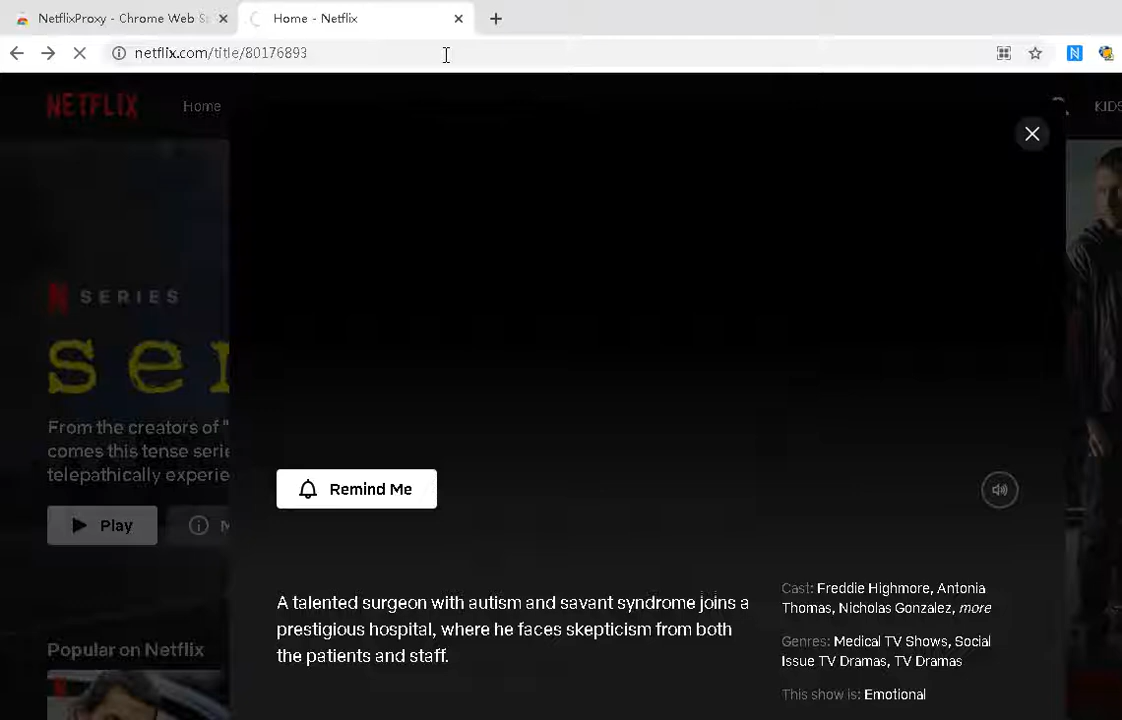 NetflixProxy - Chrome Web S
Home - Netflix
netflix.com/title/80176893
NETFLIX
Home
KIDS
N SERIES
ser
From the creators of "
comes this tense serie
telepathically experie
Play
Remind Me
A talented surgeon with autism and savant syndrome joins a
prestigious hospital, where he faces skepticism from both
the patients and staff.
Cast: Freddie Highmore, Antonia
Thomas, Nicholas Gonzalez, more
Genres: Medical TV Shows, Social
Issue TV Dramas, TV Dramas
This show is: Emotional
Popular on Netflix